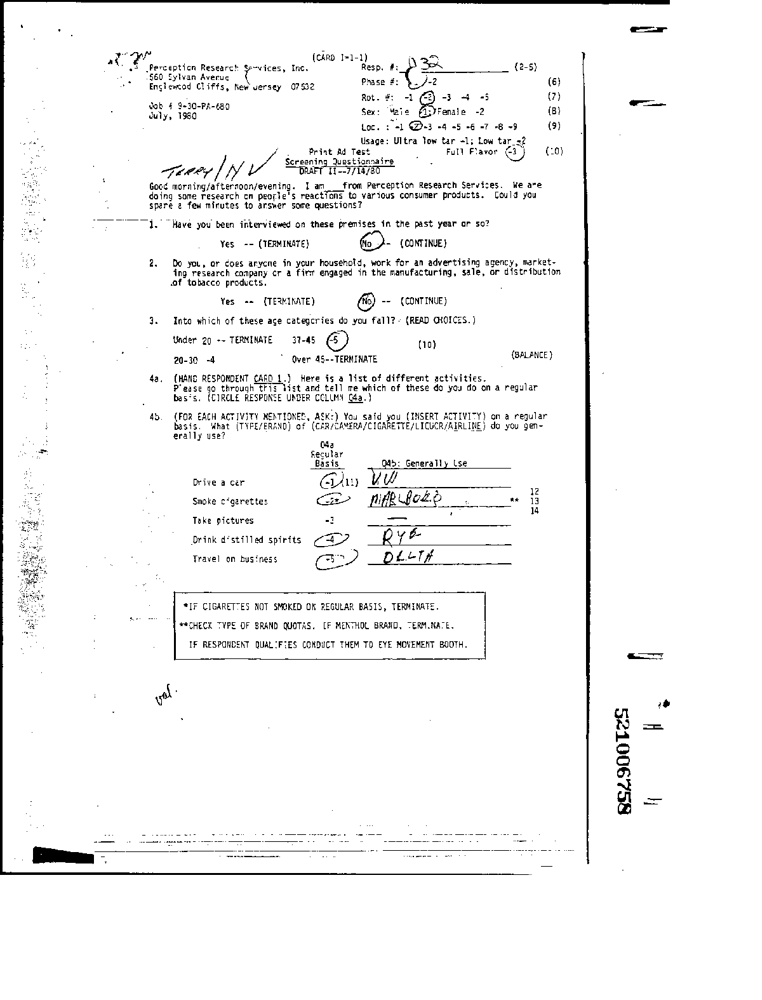 (CARD 1-1-1)
Perception Research Services, Inc. Resp. #: 032 (2-5)
560 Sylvan Avenue Phase #: -2 (6)
Englewood Cliffs, New Jersey 07632
Rot. #: -1 -2 -3 -4 -5 (7)
Job # 9-30-PA-680 Sex: Male -1 Female -2 (8)
July, 1980
Loc. : -1 -2 -3 -4 -5 -6 -7 -8 -9 (9)
Usage: Ultra low tar -1; Low tar -2
Print Ad Test Full Flavor -3 (10)
TERRY/NV Screening Questionnaire
DRAFT II--7/14/80
Good morning/afternoon/evening. I am ___ from Perception Research Services. We are
doing some research on people's reactions to various consumer products. Could you
spare a few minutes to answer some questions?
1. Have you been interviewed on these premises in the past year or so?
Yes -- (TERMINATE) No -- (CONTINUE)
2. Do you, or does anyone in your household, work for an advertising agency, market-
ing research company or a firm engaged in the manufacturing, sale, or distribution
of tobacco products.
Yes -- (TERMINATE) No -- (CONTINUE)
3. Into which of these age categories do you fall? (READ CHOICES.)
Under 20 -- TERMINATE 37-45 -5 (10)
20-30 -4 Over 45--TERMINATE (BALANCE)
4a. (HAND RESPONDENT CARD 1.) Here is a list of different activities.
Please go through this list and tell me which of these do you do on a regular
basis. (CIRCLE RESPONSE UNDER COLUMN Q4a.)
4b. (FOR EACH ACTIVITY MENTIONED, ASK:) You said you (INSERT ACTIVITY) on a regular
basis. What (TYPE/BRAND) of (CAR/CAMERA/CIGARETTE/LIQUOR/AIRLINE) do you gen-
erally use?
Q4a
Regular
Basis Q4b: Generally Use
Drive a car -1 (11) VW
12
Smoke cigarettes -2* MARLBORO ** 13
14
Take pictures -3 —
Drink distilled spirits -4 RYE
Travel on business -5 DELTA
*IF CIGARETTES NOT SMOKED ON REGULAR BASIS, TERMINATE.
**CHECK TYPE OF BRAND QUOTAS. IF MENTHOL BRAND, TERMINATE.
IF RESPONDENT QUALIFIES CONDUCT THEM TO EYE MOVEMENT BOOTH.
val.
521006758